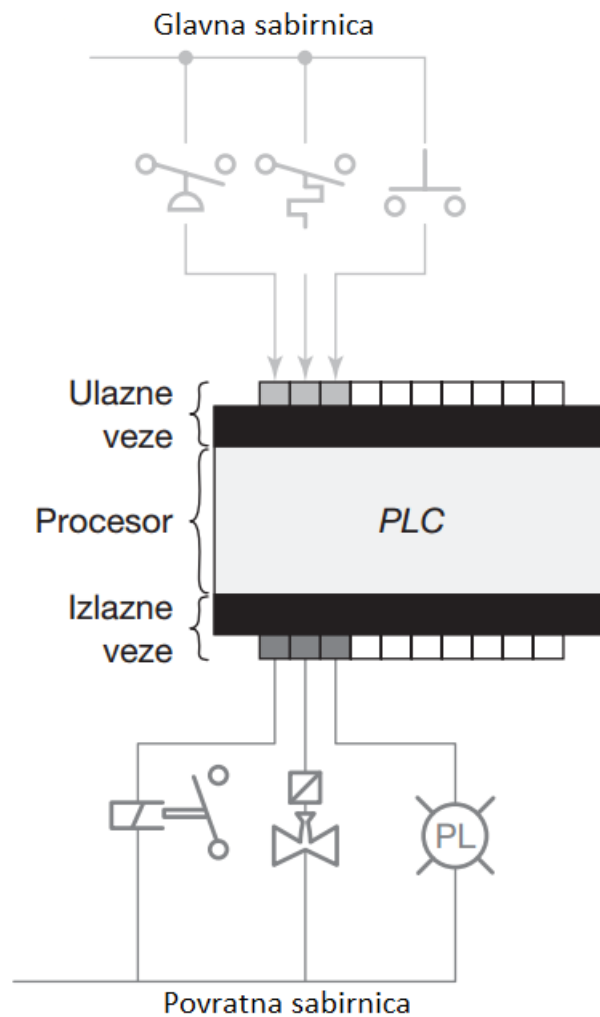 Glavna sabirnica
Ulazne
veze
Procesor
PLC
Izlazne
veze
PL
Povratna sabirnica